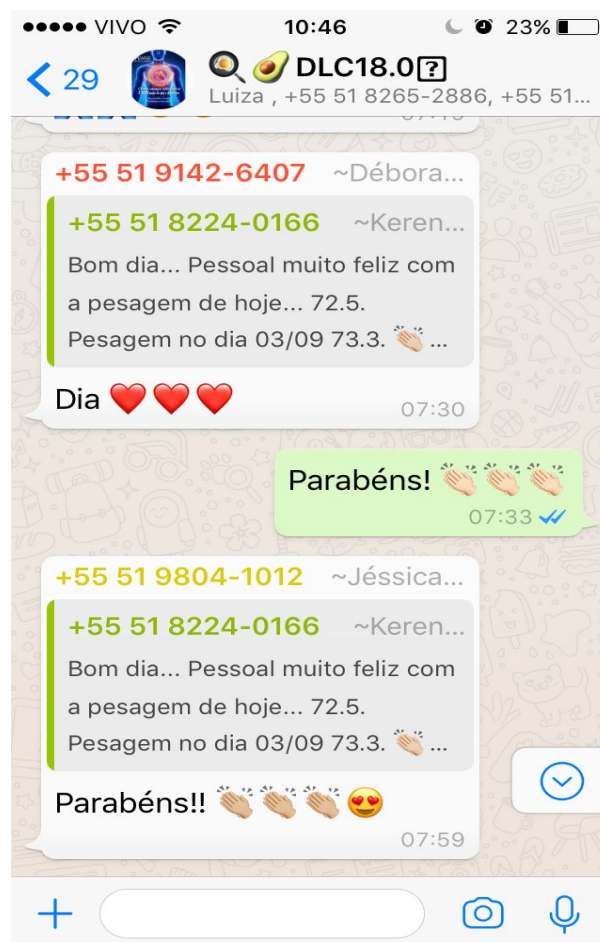 VIVO 10:46 23%
29 DLC18.0?
Luiza , +55 51 8265-2886, +55 51...
+55 51 9142-6407 ~Débora...
+55 51 8224-0166 ~Keren...
Bom dia... Pessoal muito feliz com
a pesagem de hoje... 72.5.
Pesagem no dia 03/09 73.3. 👏🏼 ...
Dia ❤️❤️❤️
07:30
Parabéns! 👏🏼👏🏼👏🏼
07:33
+55 51 9804-1012 ~Jéssica...
+55 51 8224-0166 ~Keren...
Bom dia... Pessoal muito feliz com
a pesagem de hoje... 72.5.
Pesagem no dia 03/09 73.3. 👏🏼 ...
Parabéns!! 👏🏼👏🏼👏🏼😍
07:59